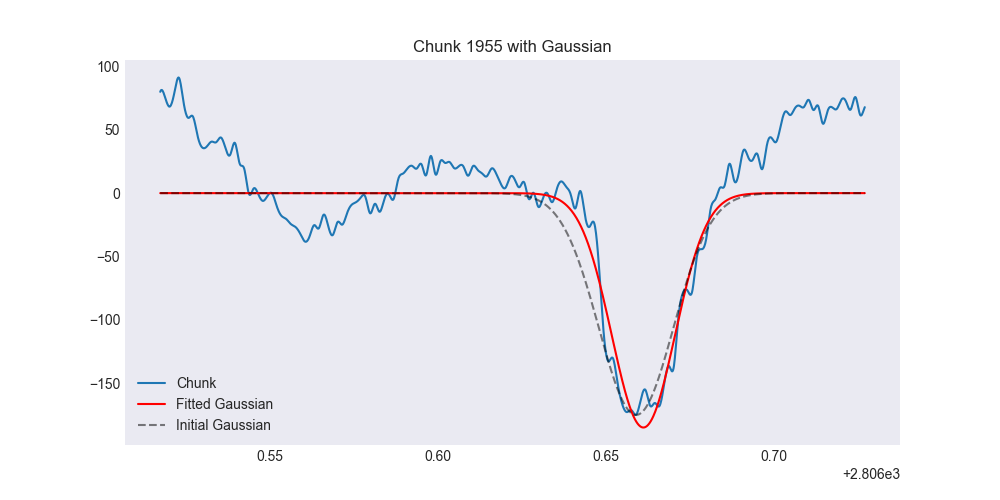 Chunk 1955 with Gaussian
100
50
0
−50
−100
−150
Chunk
Fitted Gaussian
Initial Gaussian
0.55 0.60 0.65 0.70
+2.806e3